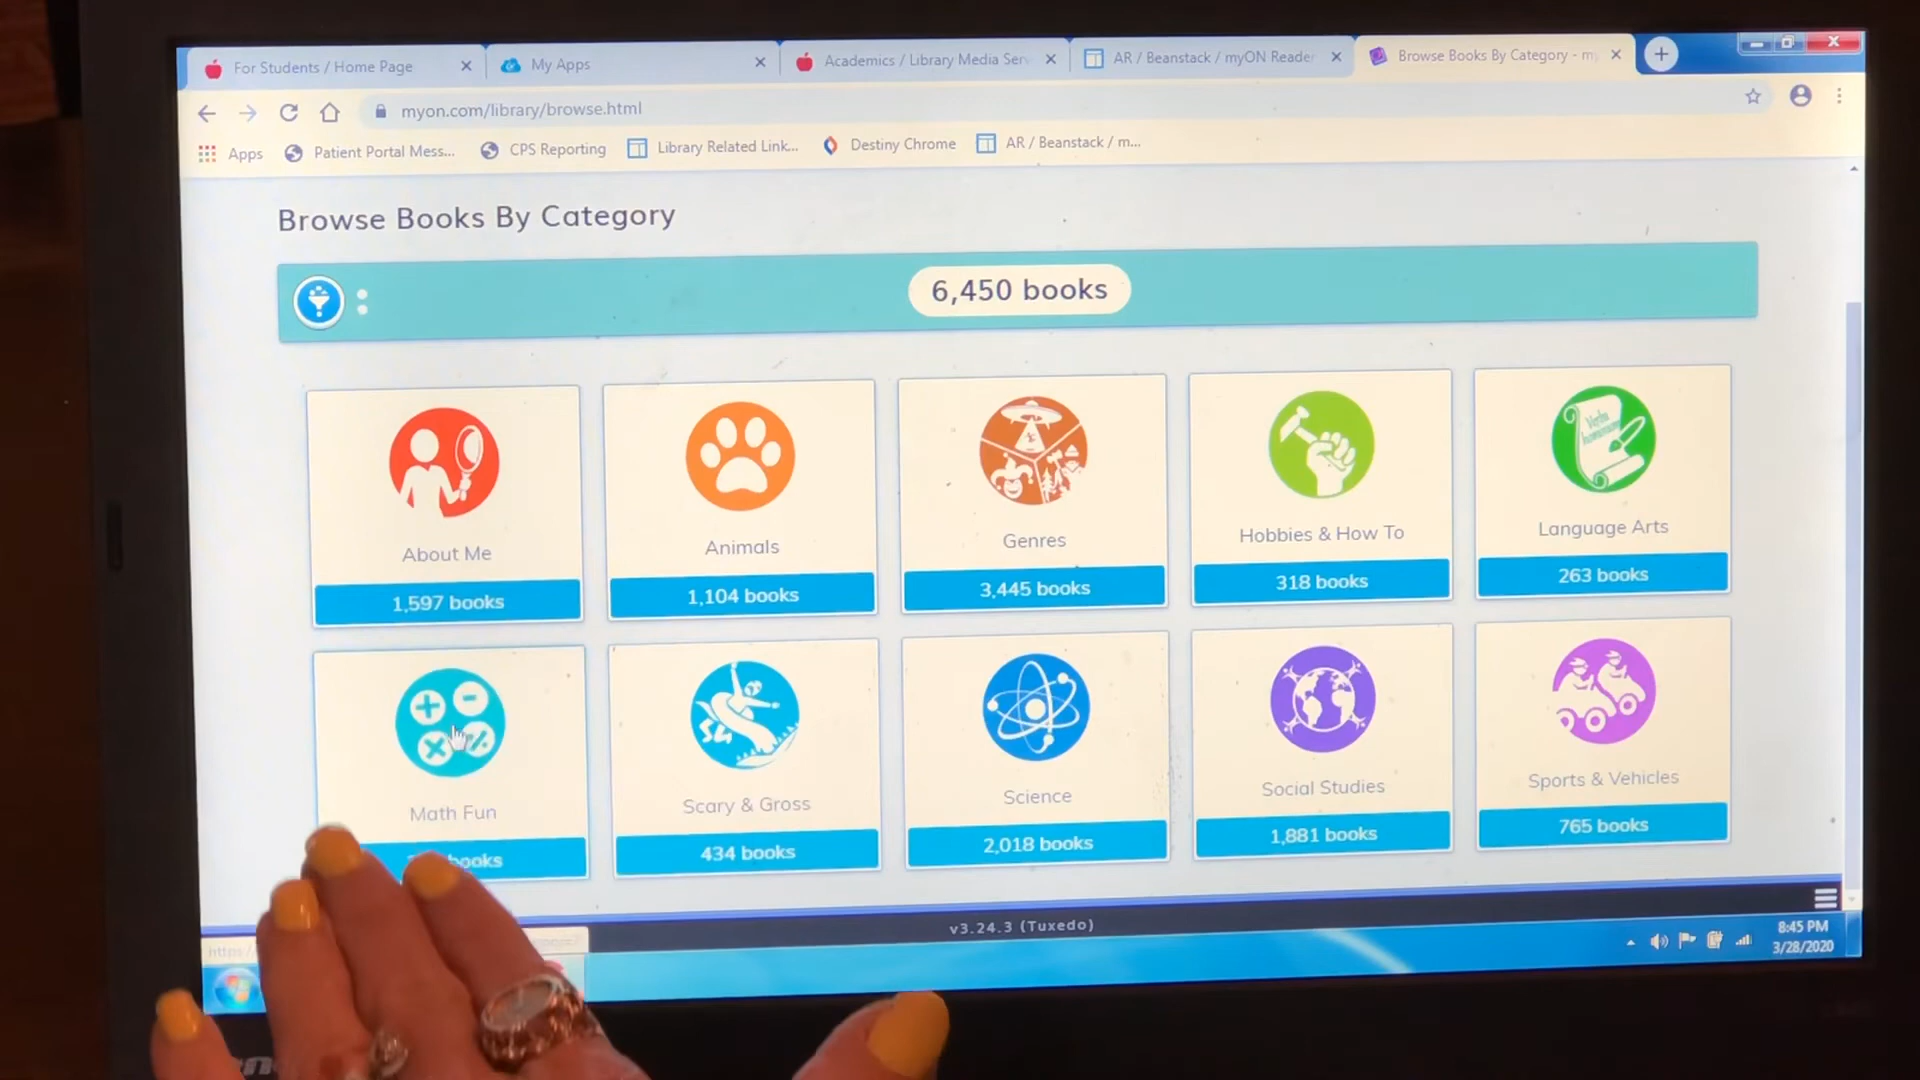 For Students / Home Page
My Apps
Academics / Library Media Serv
AR / Beanstack / myON Reader
Browse Books By Category - my
myon.com/library/browse.html
Apps
Patient Portal Mess...
CPS Reporting
Library Related Link...
Destiny Chrome
AR / Beanstack / m...
Browse Books By Category
6,450 books
About Me
Animals
Genres
Hobbies & How To
Language Arts
1,597 books
1,104 books
3,445 books
318 books
263 books
Math Fun
Scary & Gross
Science
Social Studies
Sports & Vehicles
books
434 books
2,018 books
1,881 books
765 books
v3.24.3 (Tuxedo)
8:45 PM
3/28/2020